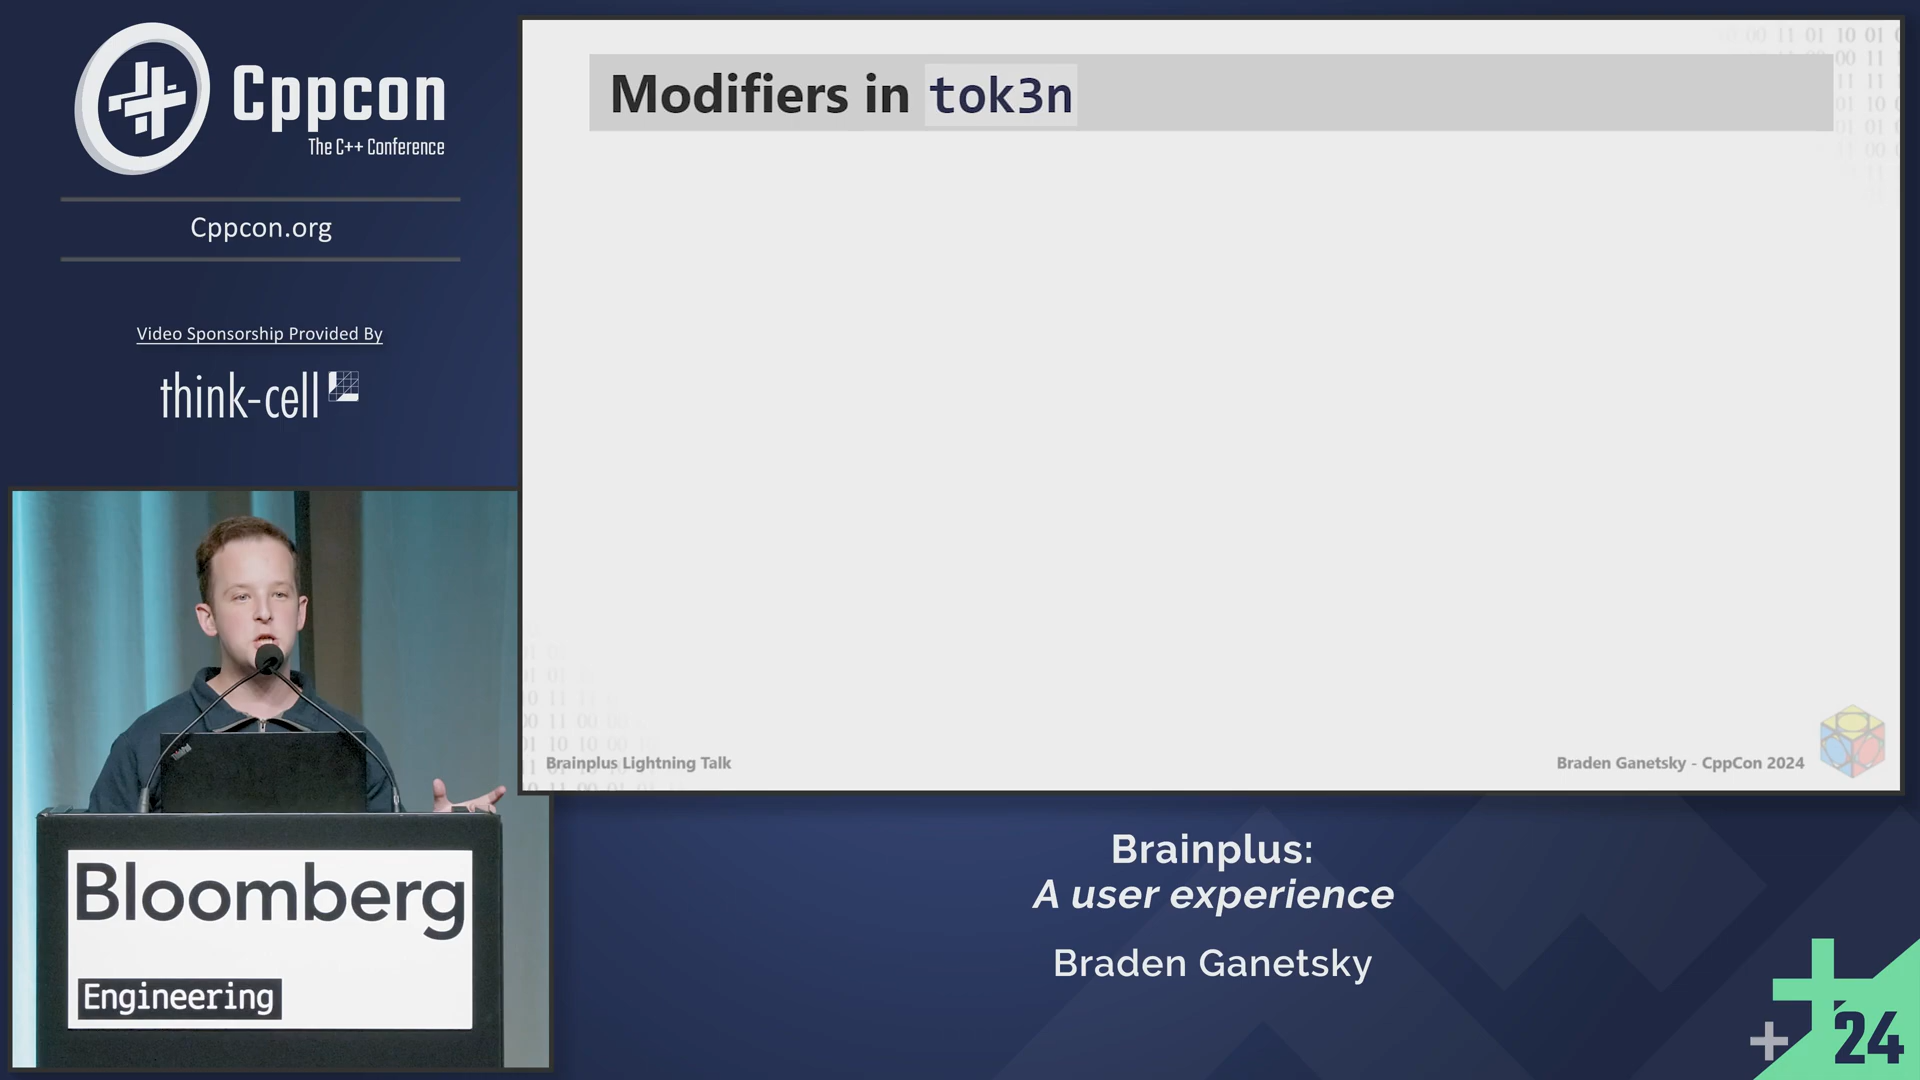 Cppcon
The C++ Conference
Cppcon.org
Video Sponsorship Provided By
think-cell
Modifiers in tok3n
Brainplus Lightning Talk
Braden Ganetsky - CppCon 2024
ThinkPad
Bloomberg
Engineering
Brainplus:
A user experience
Braden Ganetsky
24